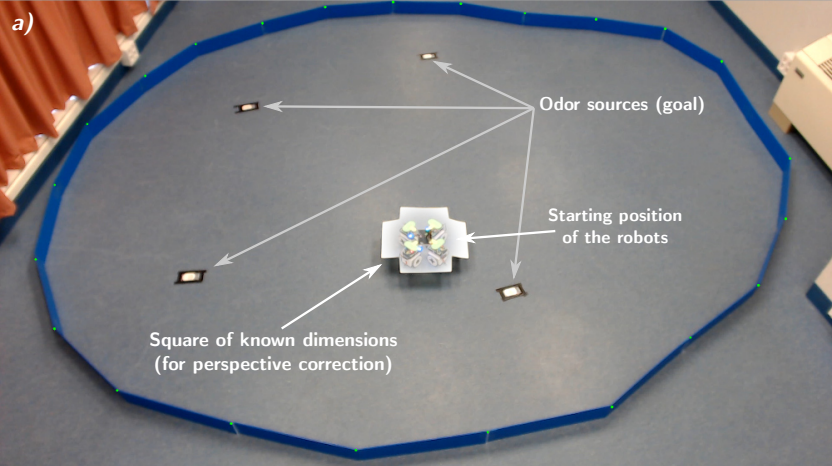 a)
Odor sources (goal)
Starting position
of the robots
Square of known dimensions
(for perspective correction)